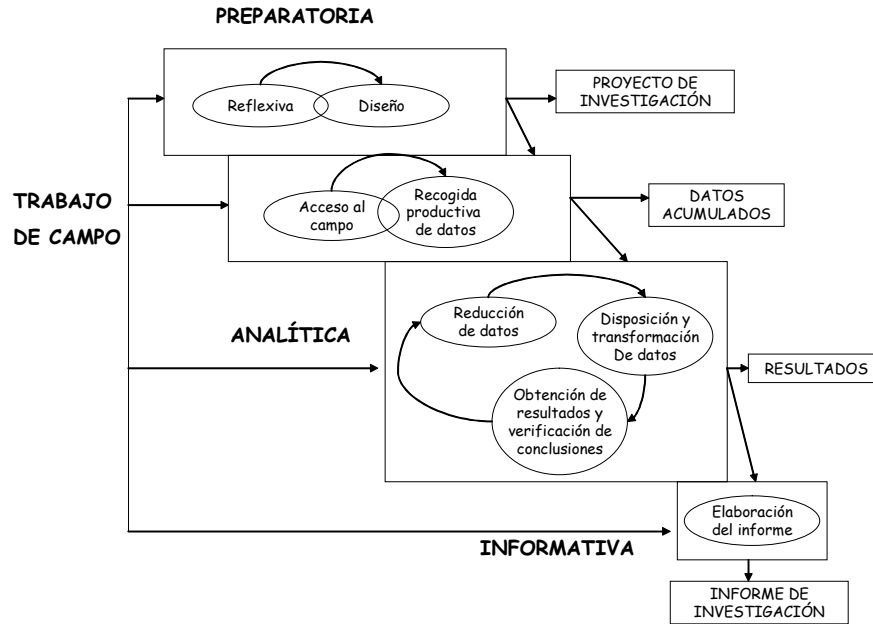 PREPARATORIA
Reflexiva
Diseño
PROYECTO DE
INVESTIGACIÓN
TRABAJO
DE CAMPO
Acceso al
campo
Recogida
productiva
de datos
DATOS
ACUMULADOS
ANALÍTICA
Reducción
de datos
Disposición y
transformación
De datos
Obtención de
resultados y
verificación de
conclusiones
RESULTADOS
INFORMATIVA
Elaboración
del informe
INFORME DE
INVESTIGACIÓN